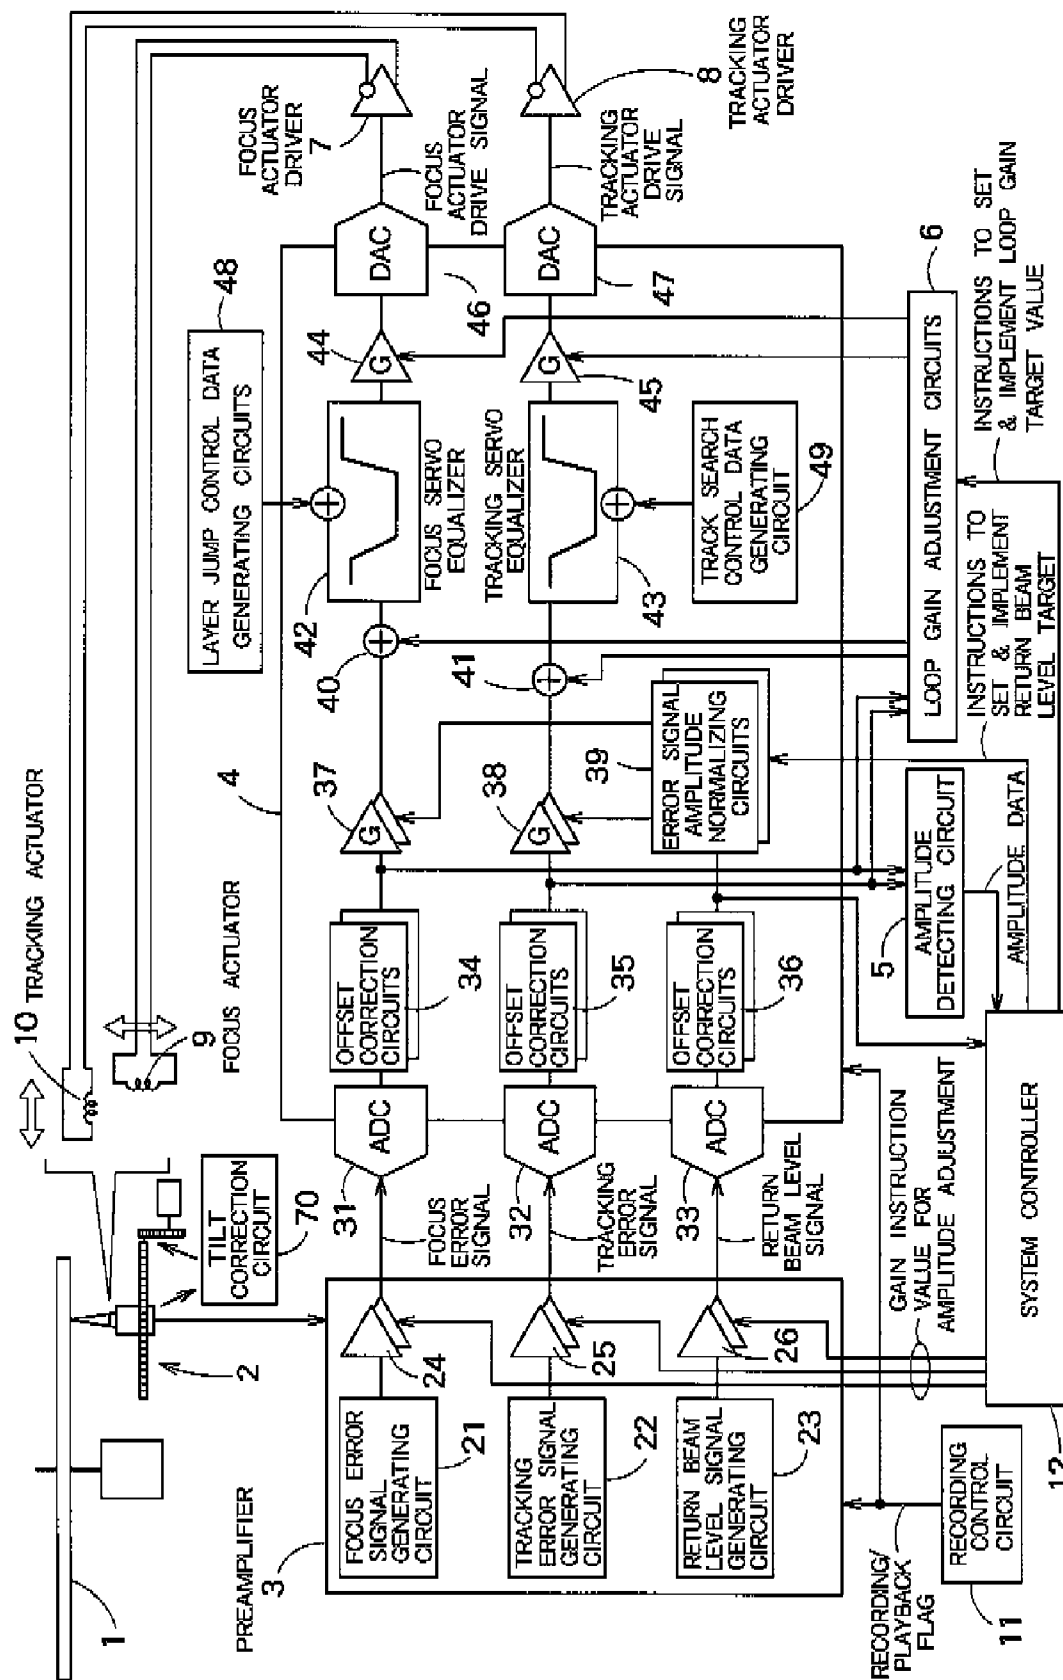 10 TRACKING ACTUATOR
9
FOCUS ACTUATOR
TILT
CORRECTION
CIRCUIT
70
2
1
PREAMPLIFIER
3
FOCUS ERROR
SIGNAL
GENERATING
CIRCUIT
21
24
TRACKING
ERROR SIGNAL
GENERATING
CIRCUIT
22
25
RETURN BEAM
LEVEL SIGNAL
GENERATING
CIRCUIT
23
26
FOCUS
ERROR
SIGNAL
TRACKING
ERROR
SIGNAL
RETURN
BEAM LEVEL
SIGNAL
4
ADC
31
ADC
32
ADC
33
OFFSET
CORRECTION
CIRCUITS
34
OFFSET
CORRECTION
CIRCUITS
35
OFFSET
CORRECTION
CIRCUITS
36
G
37
G
38
ERROR SIGNAL
AMPLITUDE
NORMALIZING
CIRCUITS
39
40
41
LAYER JUMP CONTROL DATA
GENERATING CIRCUITS
48
42
FOCUS SERVO
EQUALIZER
TRACKING SERVO
EQUALIZER
43
TRACK SEARCH
CONTROL DATA
GENERATING
CIRCUIT
49
G
44
G
45
DAC
46
DAC
47
FOCUS
ACTUATOR
DRIVE SIGNAL
TRACKING
ACTUATOR
DRIVE
SIGNAL
FOCUS
ACTUATOR
DRIVER
7
8
TRACKING
ACTUATOR
DRIVER
RECORDING/
PLAYBACK
FLAG
RECORDING
CONTROL
CIRCUIT
11
GAIN INSTRUCTION
VALUE FOR
AMPLITUDE ADJUSTMENT
SYSTEM CONTROLLER
12
5
AMPLITUDE
DETECTING CIRCUIT
AMPLITUDE DATA
LOOP GAIN ADJUSTMENT CIRCUITS
6
INSTRUCTIONS TO
SET & IMPLEMENT
RETURN BEAM
LEVEL TARGET
INSTRUCTIONS TO SET
& IMPLEMENT LOOP GAIN
TARGET VALUE